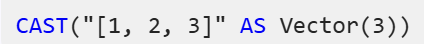 CAST("[1, 2, 3]" AS Vector(3))